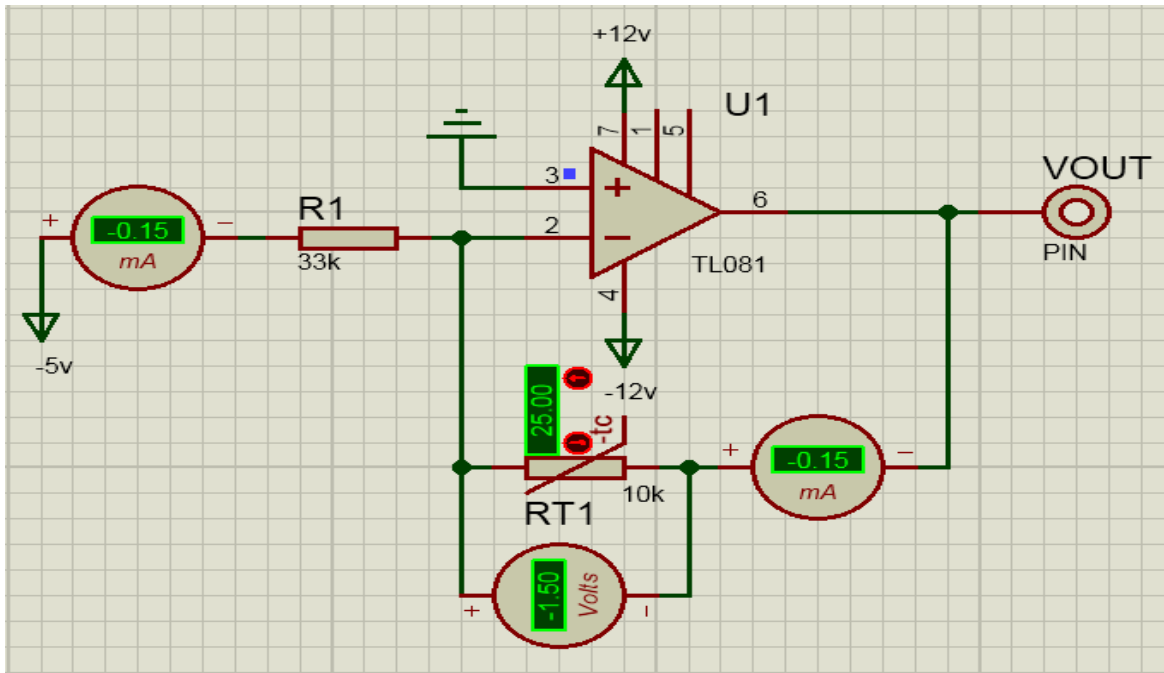 +12v
U1
7
1
5
3
+
VOUT
R1
+
-0.15
−
mA
33k
2
−
6
TL081
PIN
4
-5v
-12v
25.00
-tc
+
-0.15
−
mA
10k
RT1
+
-1.50
Volts
-